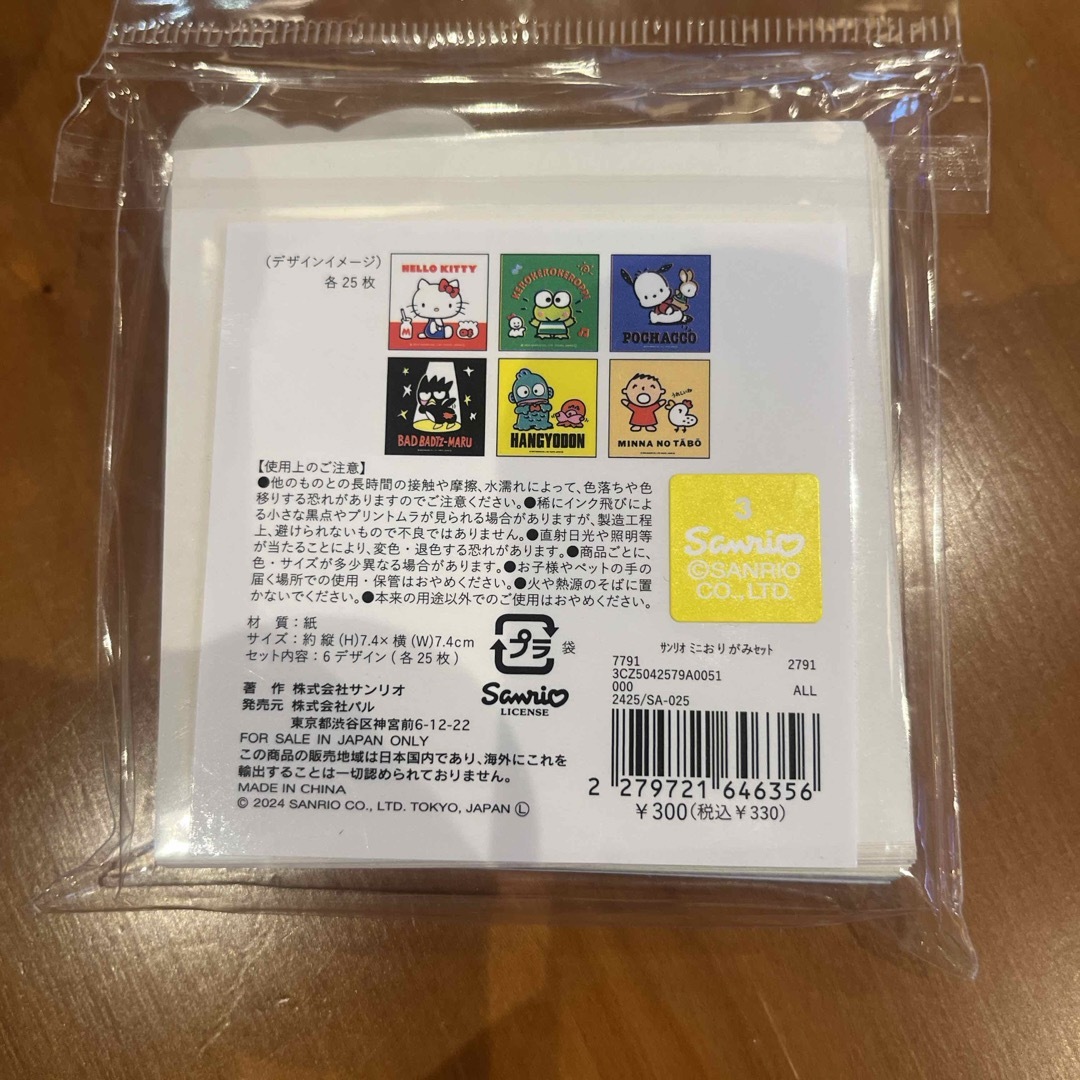 (デザインイメージ)
各25枚
HELLO KITTY
KEROKEROKEROPPI
POCHACCO
BAD BADTZ-MARU
HANGYODON
うれしいね
MINNA NO TĀBŌ
【使用上のご注意】
●他のものとの長時間の接触や摩擦、水濡れによって、色落ちや色
移りする恐れがありますのでご注意ください。●稀にインク飛びによ
る小さな黒点やプリントムラが見られる場合がありますが、製造工程
上、避けられないもので不良ではありません。●直射日光や照明等
が当たることにより、変色・退色する恐れがあります。●商品ごとに、
色・サイズが多少異なる場合があります。●お子様やペットの手の
届く場所での使用・保管はおやめください。●火や熱源のそばに置
かないでください。●本来の用途以外でのご使用はおやめください。
3
Sanrio
©SANRIO
CO., LTD.
材 質：紙
サイズ：約 縦(H)7.4×横(W)7.4cm
セット内容：6デザイン(各25枚)
プラ
袋
Sanrio
LICENSE
著 作 株式会社サンリオ
発売元 株式会社パル
東京都渋谷区神宮前6-12-22
FOR SALE IN JAPAN ONLY
この商品の販売地域は日本国内であり、海外にこれを
輸出することは一切認められておりません。
MADE IN CHINA
© 2024 SANRIO CO., LTD. TOKYO, JAPAN Ⓛ
サンリオ ミニおりがみセット
7791 2791
3CZ5042579A0051
000 ALL
2425/SA-025
2 279721 646356
¥300(税込¥330)